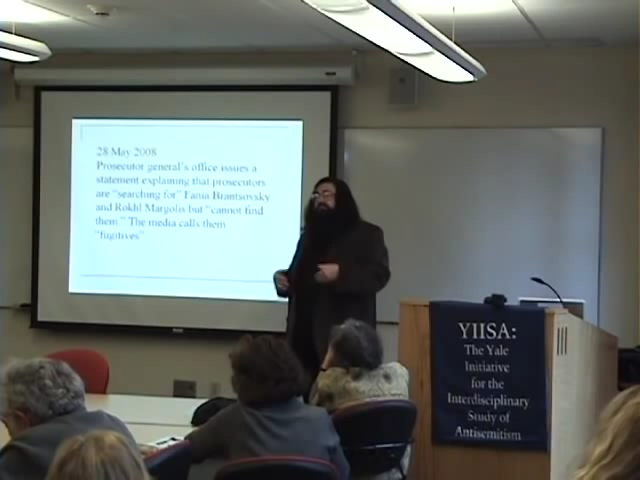 28 May 2008
Prosecutor general's office issues a
statement explaining that prosecutors
are "searching for" Fania Brantsovsky
and Rokhl Margolis but "cannot find
them." The media calls them
"fugitives"
YIISA:
The Yale
Initiative
for the
Interdisciplinary
Study of
Antisemitism